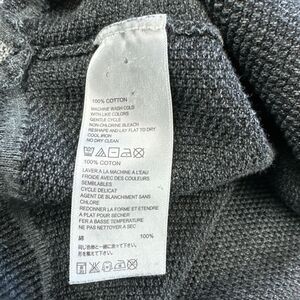 100% COTTON
MACHINE WASH COLD
WITH LIKE COLORS
GENTLE CYCLE
NON-CHLORINE BLEACH
RESHAPE AND LAY FLAT TO DRY
COOL IRON
NO DRY CLEAN
100% COTON
LAVER A LA MACHINE A L'EAU
FROIDE AVEC DES COULEURS
SEMBLABLES
CYCLE DELICAT
AGENT DE BLANCHIMENT SANS
CHLORE
REDONNER LA FORME ET ETENDRE
A PLAT POUR SECHER
FER A BASSE TEMPERATURE
NE PAS NETTOYER A SEC
綿 100%